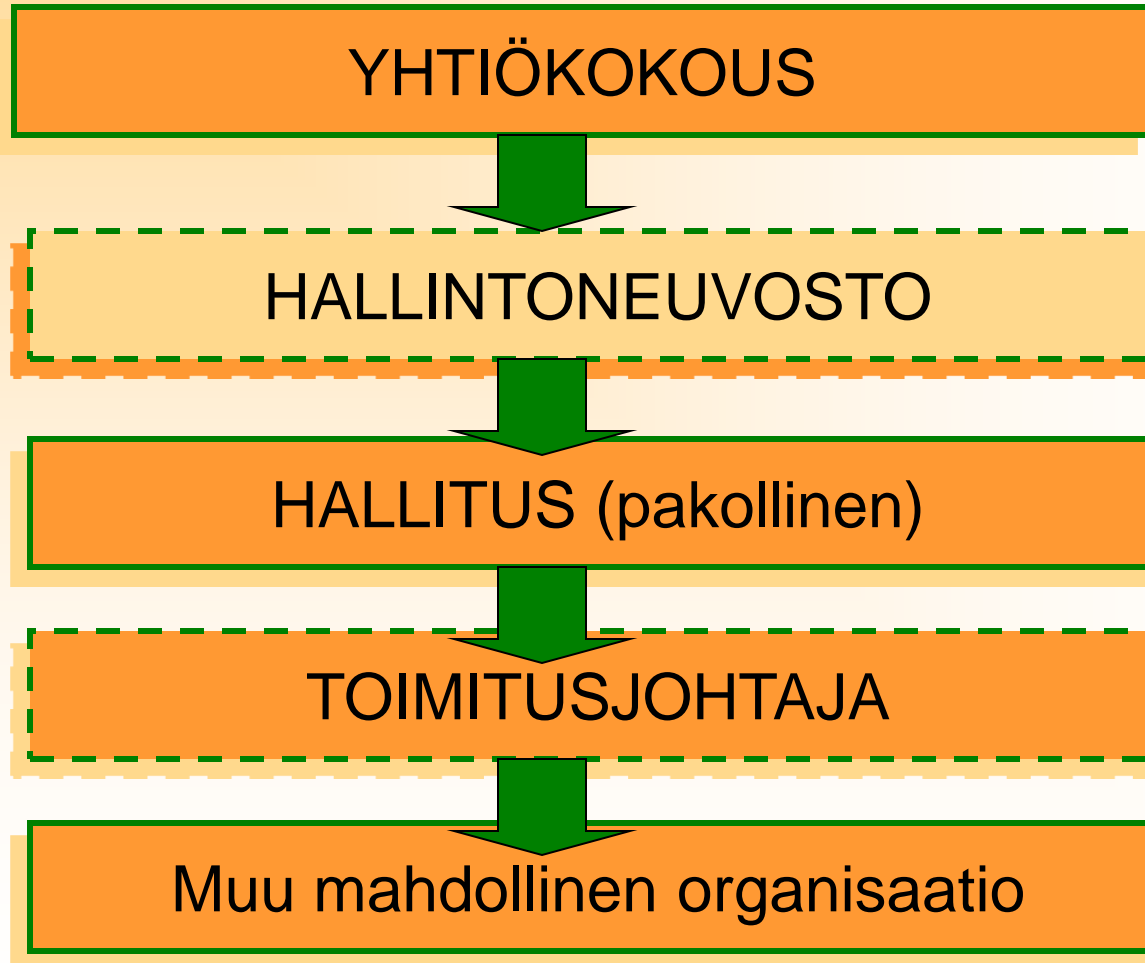 YHTIÖKOKOUS
HALLINTONEUVOSTO
HALLITUS (pakollinen)
TOIMITUSJOHTAJA
Muu mahdollinen organisaatio